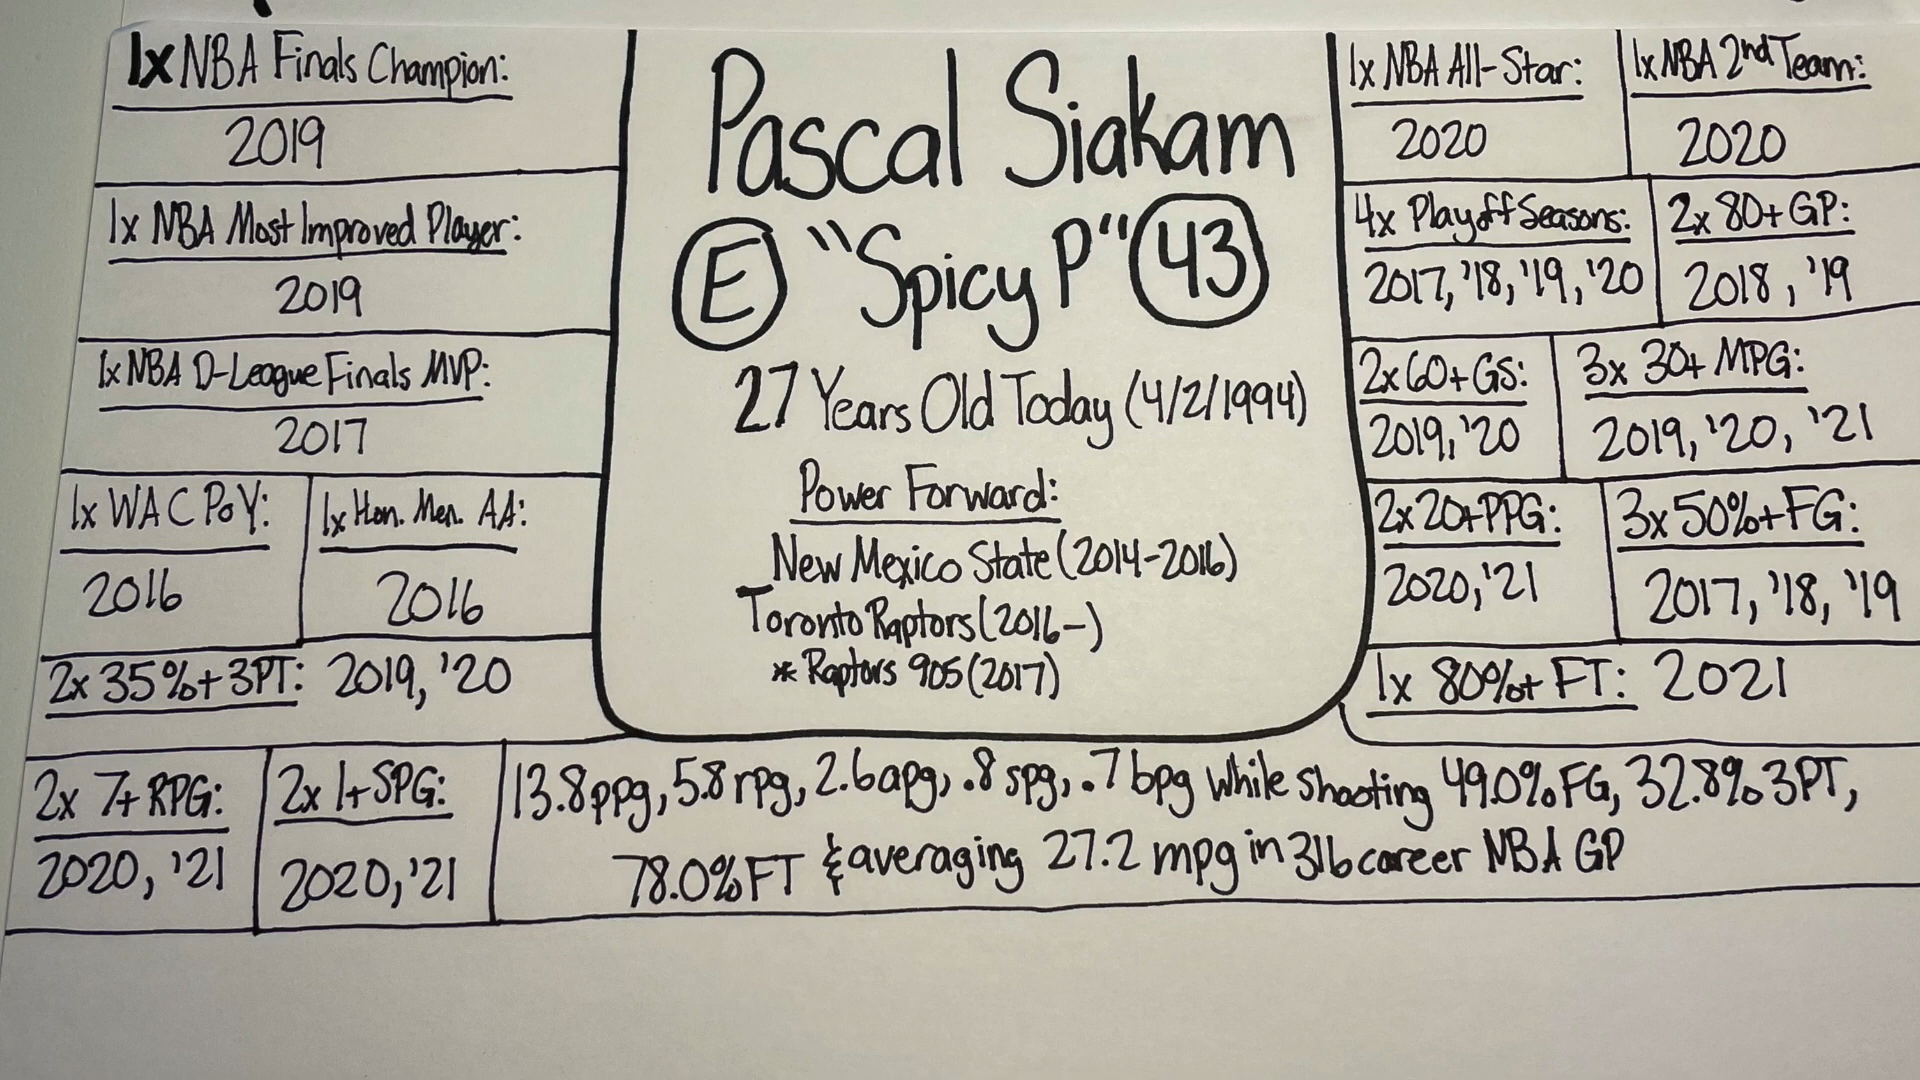 1x NBA Finals Champion:
2019
1x NBA Most Improved Player:
2019
1x NBA D-League Finals MVP:
2017
1x WAC PoY:
2016
1x Hon. Men. AA:
2016
2x 35%+ 3PT: 2019, '20
2x 7+ RPG:
2020, '21
2x 1+ SPG:
2020, '21
Pascal Siakam
E "Spicy P" 43
27 Years Old Today (4/2/1994)
Power Forward:
New Mexico State (2014-2016)
Toronto Raptors (2016-)
* Raptors 905 (2017)
1x NBA All-Star:
2020
1x NBA 2nd Team:
2020
4x Playoff Seasons:
2017, '18, '19, '20
2x 80+ GP:
2018, '19
2x 60+ GS:
2019, '20
3x 30+ MPG:
2019, '20, '21
2x 20+ PPG:
2020, '21
3x 50%+ FG:
2017, '18, '19
1x 80%+ FT: 2021
13.8 ppg, 5.8 rpg, 2.6 apg, .8 spg, .7 bpg while shooting 49.0% FG, 32.8% 3PT,
78.0% FT & averaging 27.2 mpg in 316 career NBA GP